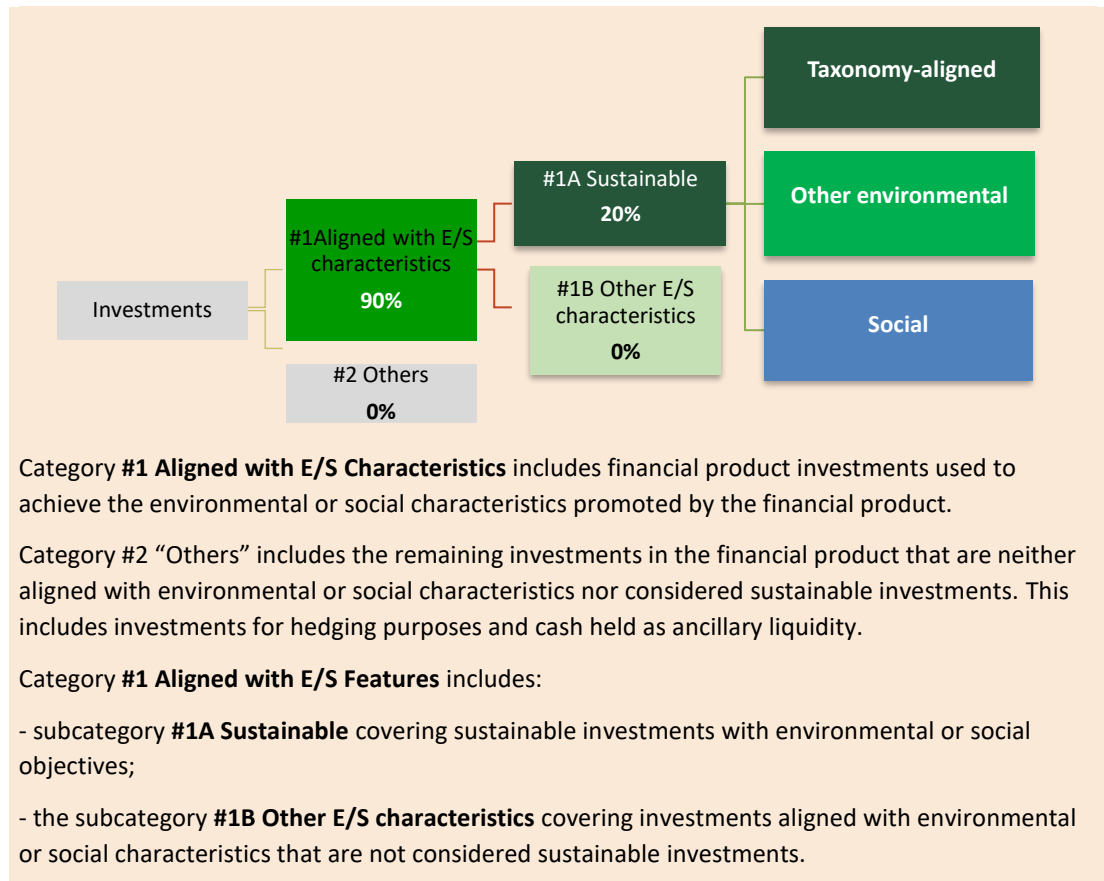 Taxonomy-aligned
#1A Sustainable
20%
Other environmental
#1Aligned with E/S
characteristics
90%
#1B Other E/S
characteristics
0%
Investments
Social
#2 Others
0%
Category #1 Aligned with E/S Characteristics includes financial product investments used to
achieve the environmental or social characteristics promoted by the financial product.
Category #2 “Others” includes the remaining investments in the financial product that are neither
aligned with environmental or social characteristics nor considered sustainable investments. This
includes investments for hedging purposes and cash held as ancillary liquidity.
Category #1 Aligned with E/S Features includes:
- subcategory #1A Sustainable covering sustainable investments with environmental or social
objectives;
- the subcategory #1B Other E/S characteristics covering investments aligned with environmental
or social characteristics that are not considered sustainable investments.